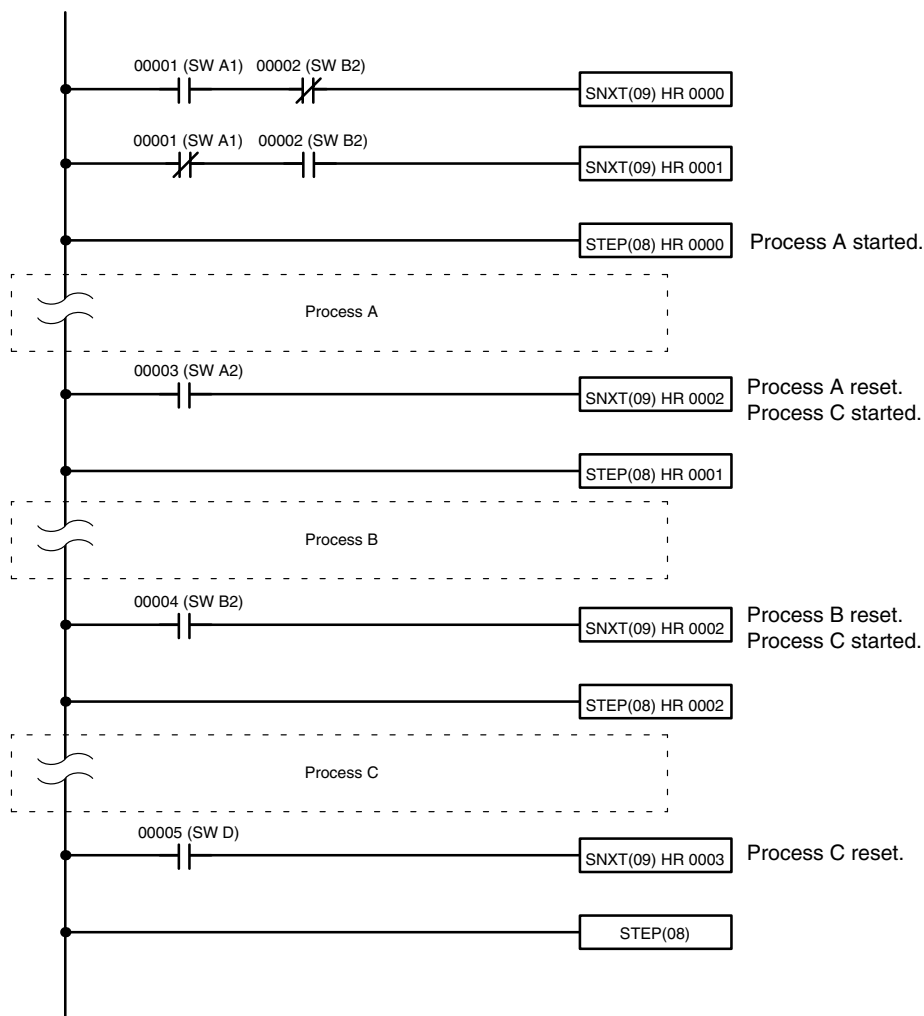 00001 (SW A1) 00002 (SW B2)
SNXT(09) HR 0000
00001 (SW A1) 00002 (SW B2)
SNXT(09) HR 0001
STEP(08) HR 0000 Process A started.
Process A
00003 (SW A2)
SNXT(09) HR 0002 Process A reset.
Process C started.
STEP(08) HR 0001
Process B
00004 (SW B2)
SNXT(09) HR 0002 Process B reset.
Process C started.
STEP(08) HR 0002
Process C
00005 (SW D)
SNXT(09) HR 0003 Process C reset.
STEP(08)